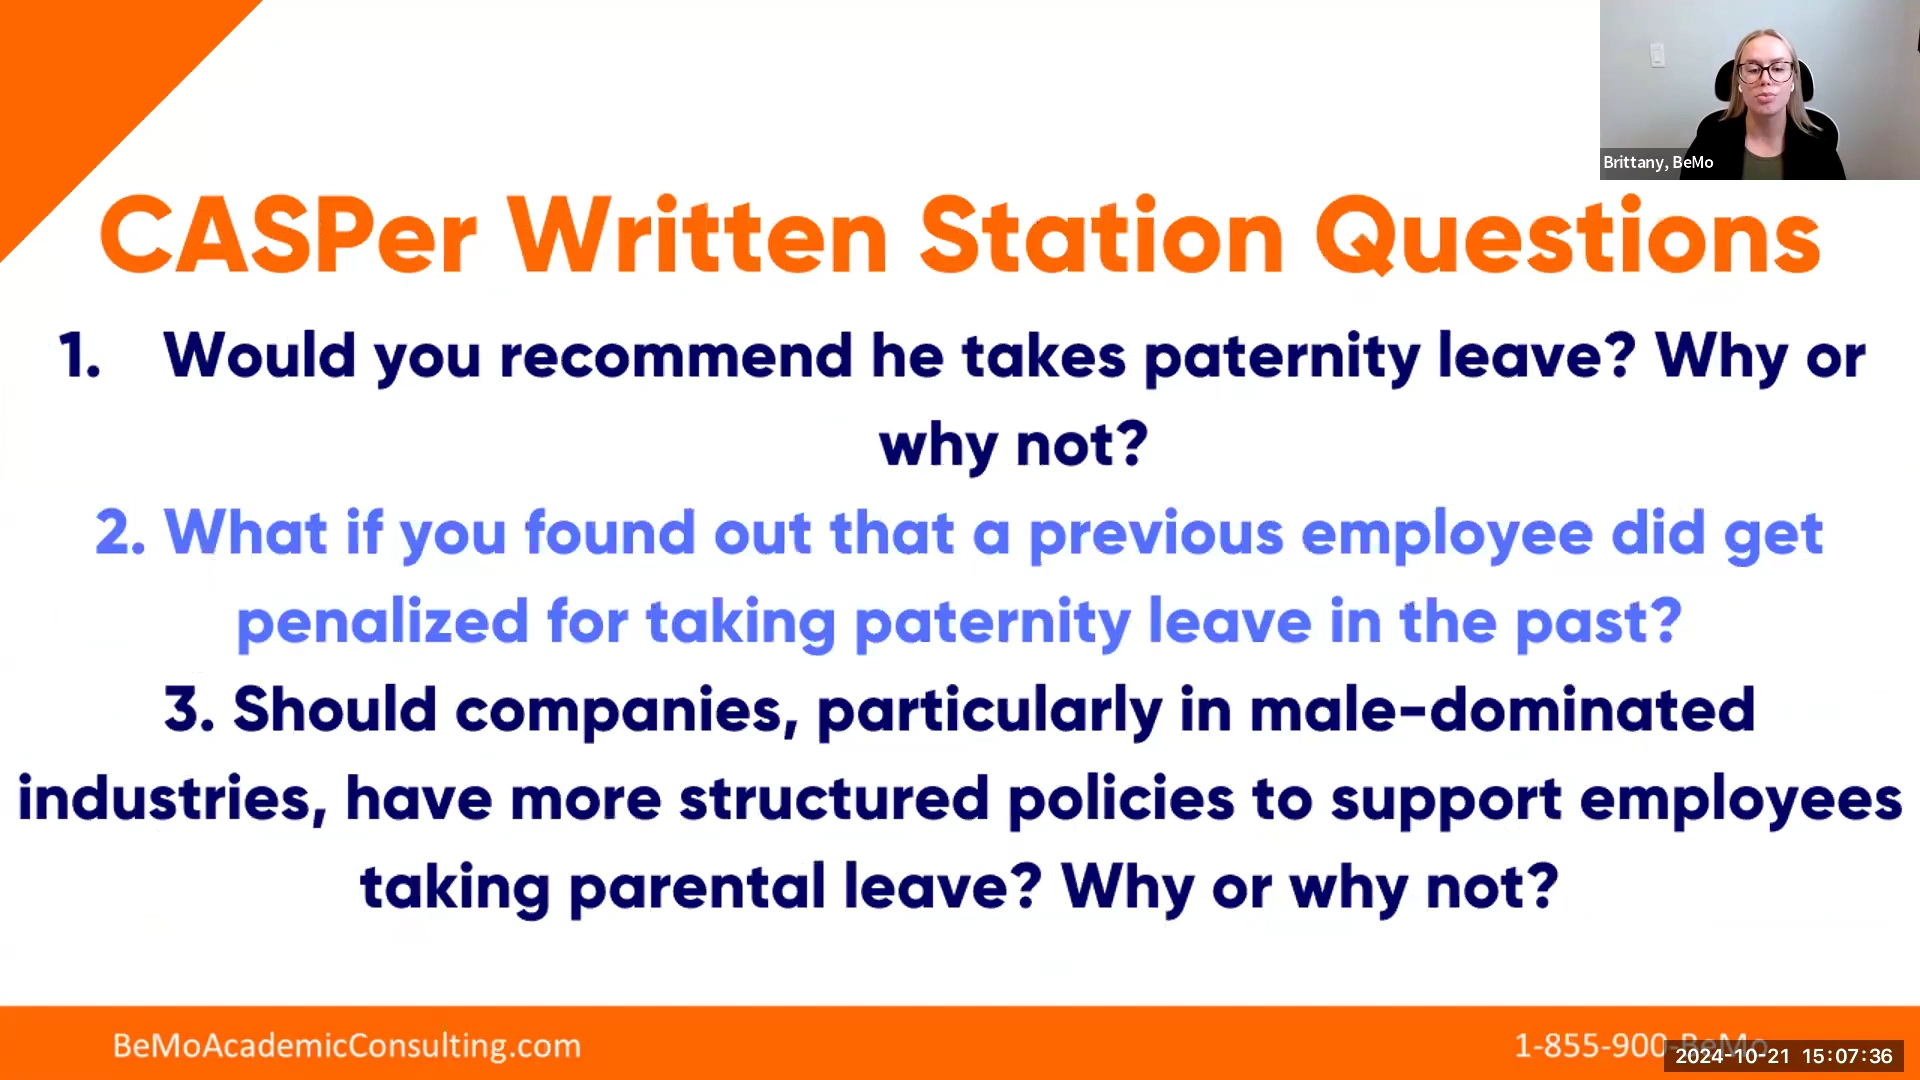 Brittany, BeMo
CASPer Written Station Questions
1. Would you recommend he takes paternity leave? Why or
why not?
2. What if you found out that a previous employee did get
penalized for taking paternity leave in the past?
3. Should companies, particularly in male-dominated
industries, have more structured policies to support employees
taking parental leave? Why or why not?
BeMoAcademicConsulting.com
1-855-900-BeMo
2024-10-21 15:07:36